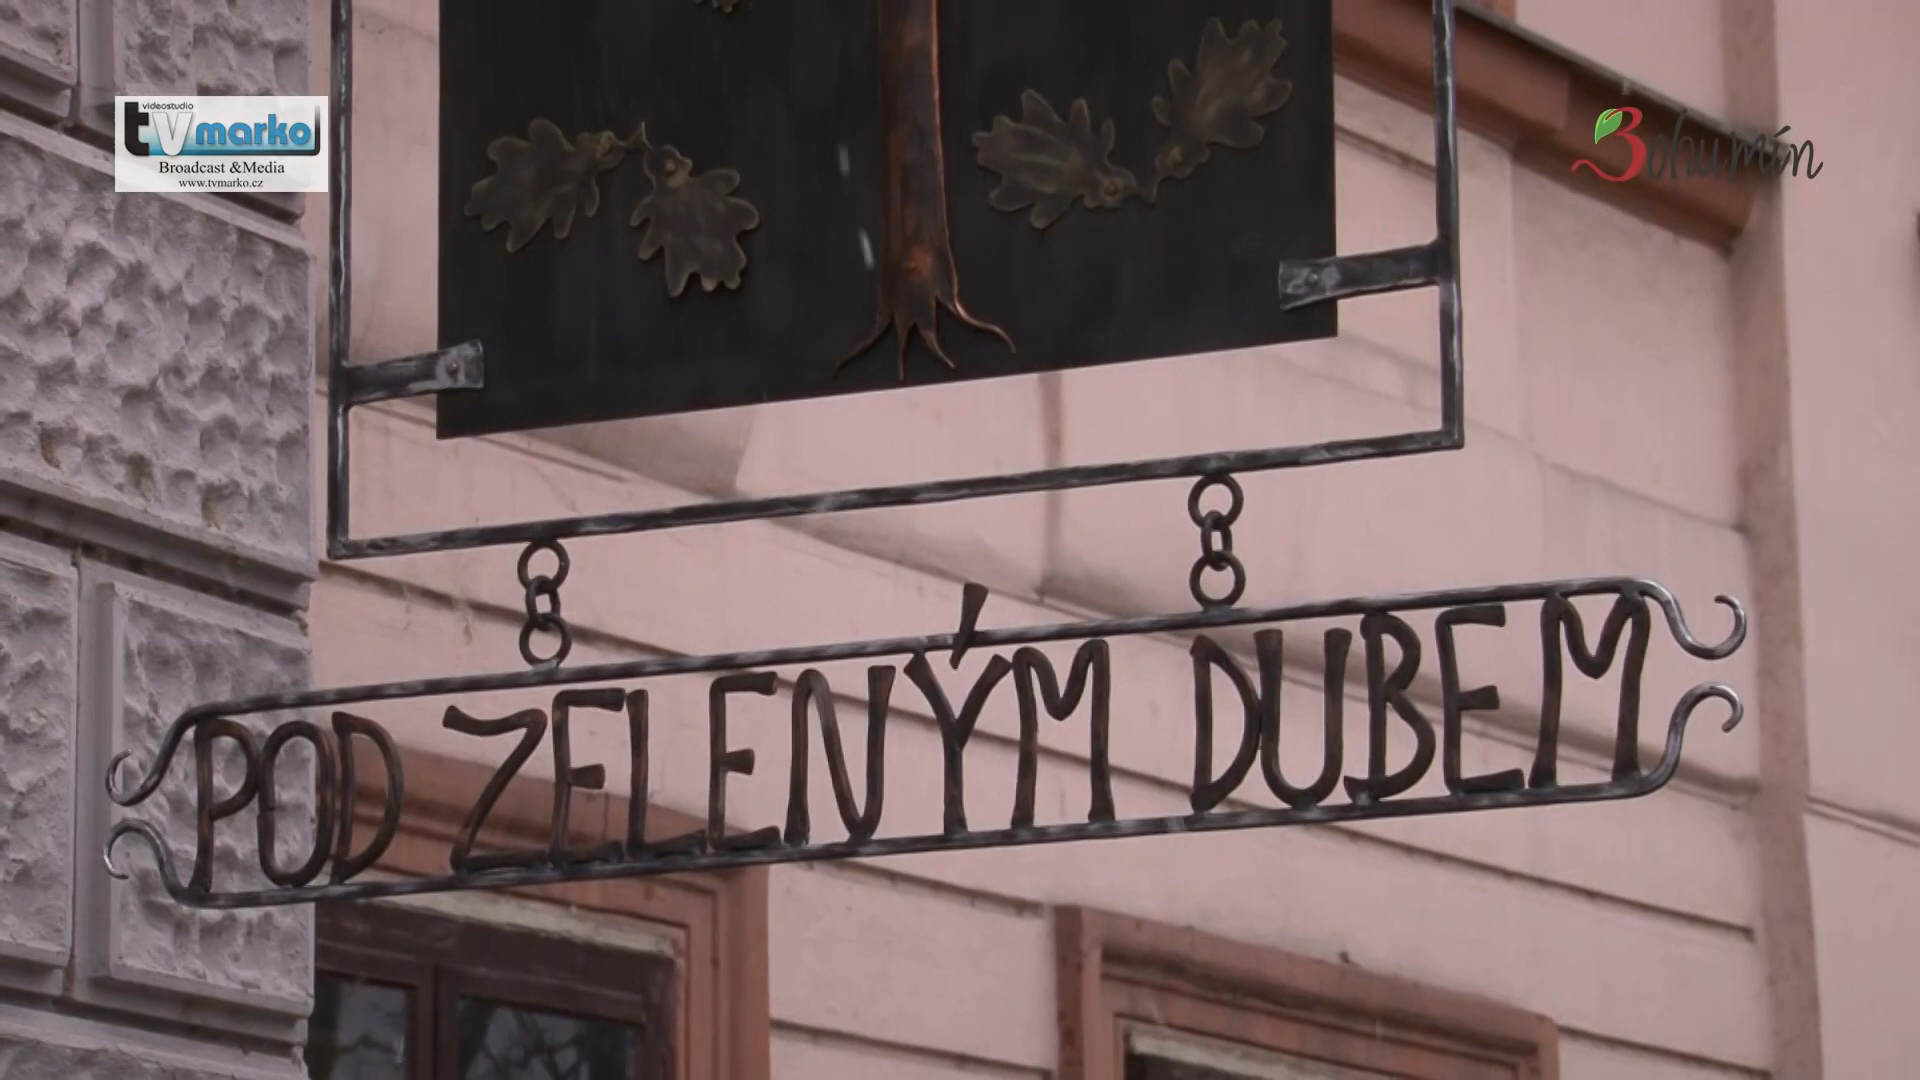 videostudio
tvmarko
Broadcast &Media
www.tvmarko.cz
Bohumín
POD ZELENÝM DUBEM